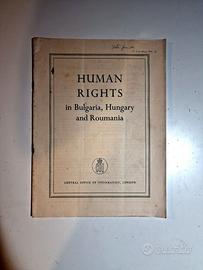 HUMAN
RIGHTS
in Bulgaria, Hungary
and Roumania
CENTRAL OFFICE OF INFORMATION, LONDON